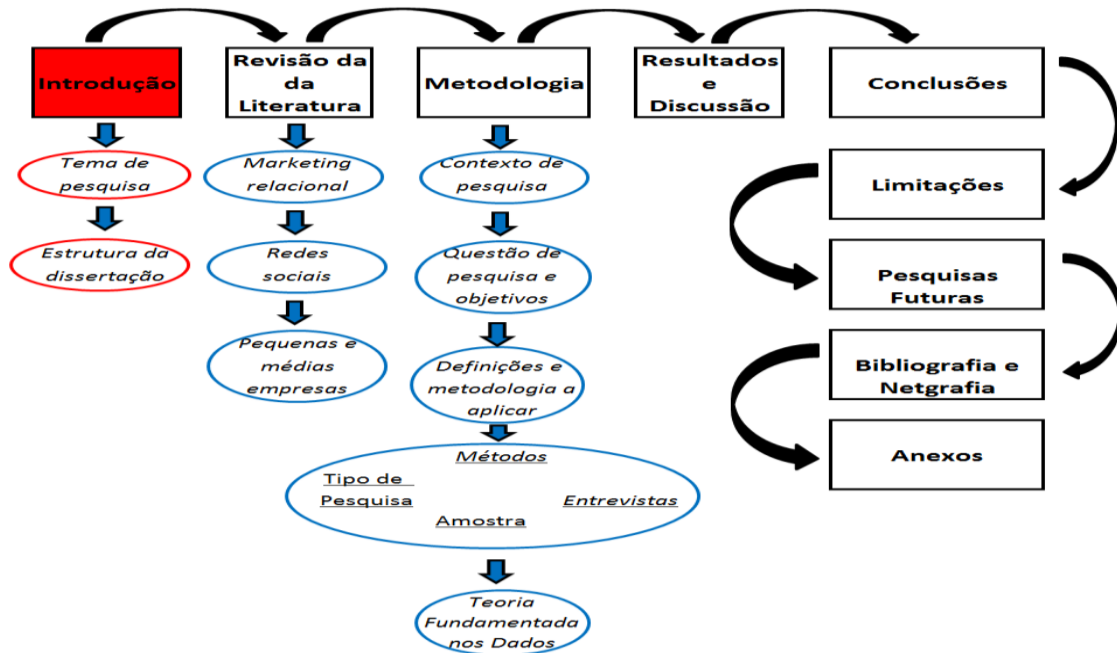 Introdução
Revisão da
da
Literatura
Metodologia
Resultados
e
Discussão
Conclusões
Tema de
pesquisa
Estrutura da
dissertação
Marketing
relacional
Redes
sociais
Pequenas e
médias
empresas
Contexto de
pesquisa
Questão de
pesquisa e
objetivos
Definições e
metodologia a
aplicar
Métodos
Tipo de
Pesquisa
Entrevistas
Amostra
Teoria
Fundamentada
nos Dados
Limitações
Pesquisas
Futuras
Bibliografia e
Netgrafia
Anexos